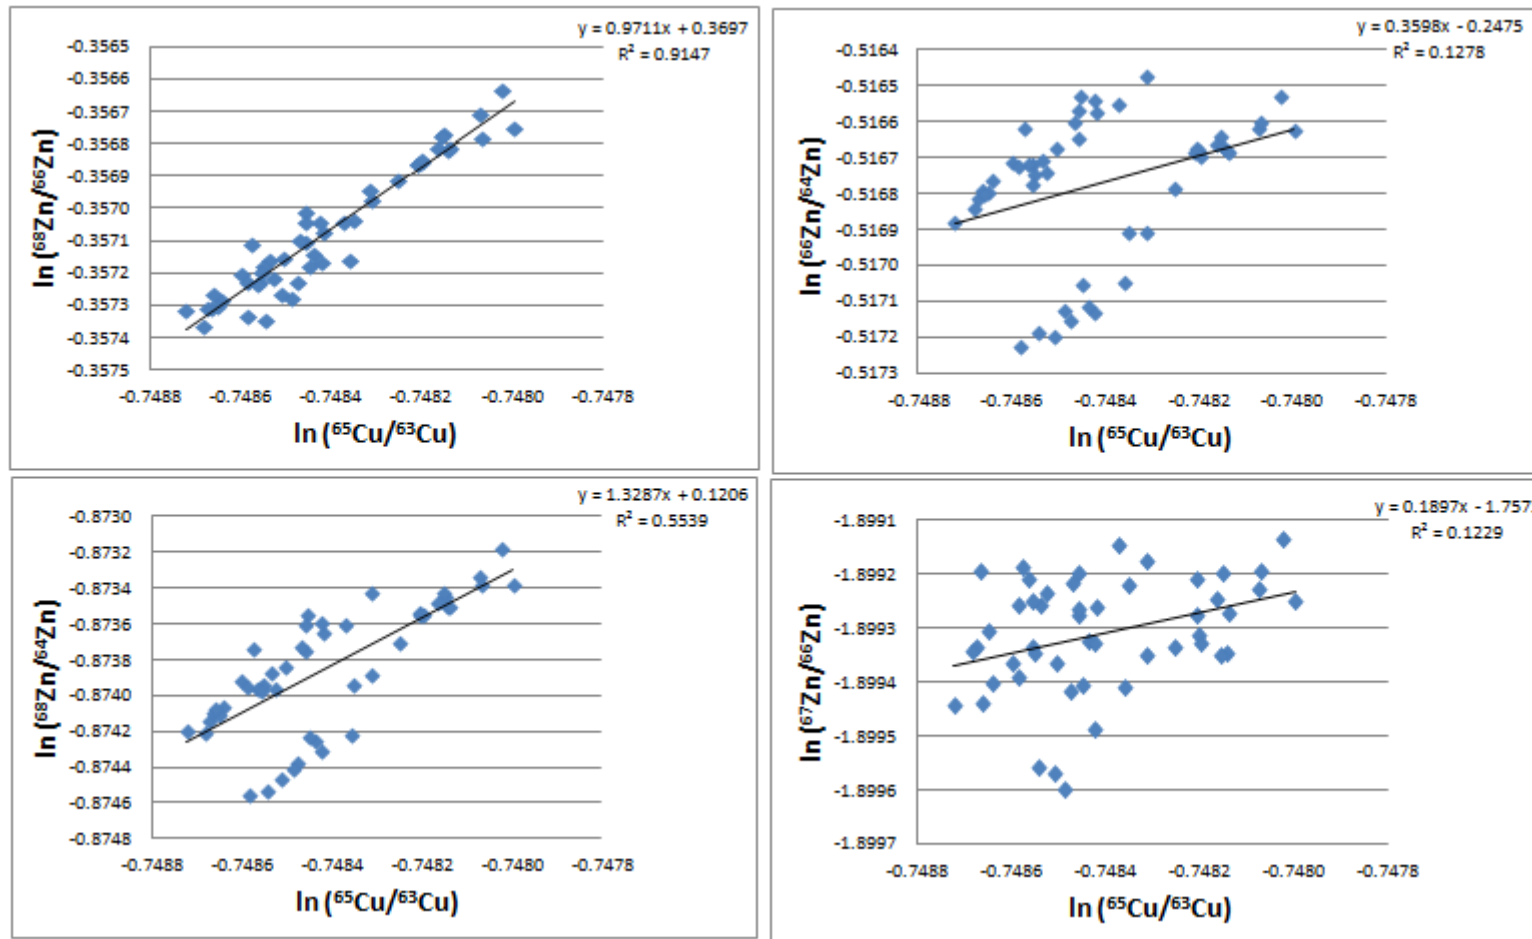 y = 0.9711x + 0.3697
R² = 0.9147
-0.3565
-0.3566
-0.3567
-0.3568
-0.3569
-0.3570
-0.3571
-0.3572
-0.3573
-0.3574
-0.3575
ln (⁶⁸Zn/⁶⁶Zn)
-0.7488 -0.7486 -0.7484 -0.7482 -0.7480 -0.7478
ln (⁶⁵Cu/⁶³Cu)
y = 0.3598x - 0.2475
R² = 0.1278
-0.5164
-0.5165
-0.5166
-0.5167
-0.5168
-0.5169
-0.5170
-0.5171
-0.5172
-0.5173
ln (⁶⁶Zn/⁶⁴Zn)
-0.7488 -0.7486 -0.7484 -0.7482 -0.7480 -0.7478
ln (⁶⁵Cu/⁶³Cu)
y = 1.3287x + 0.1206
R² = 0.5539
-0.8730
-0.8732
-0.8734
-0.8736
-0.8738
-0.8740
-0.8742
-0.8744
-0.8746
-0.8748
ln (⁶⁸Zn/⁶⁴Zn)
-0.7488 -0.7486 -0.7484 -0.7482 -0.7480 -0.7478
ln (⁶⁵Cu/⁶³Cu)
y = 0.1897x - 1.757
R² = 0.1229
-1.8991
-1.8992
-1.8993
-1.8994
-1.8995
-1.8996
-1.8997
ln (⁶⁷Zn/⁶⁶Zn)
-0.7488 -0.7486 -0.7484 -0.7482 -0.7480 -0.7478
ln (⁶⁵Cu/⁶³Cu)